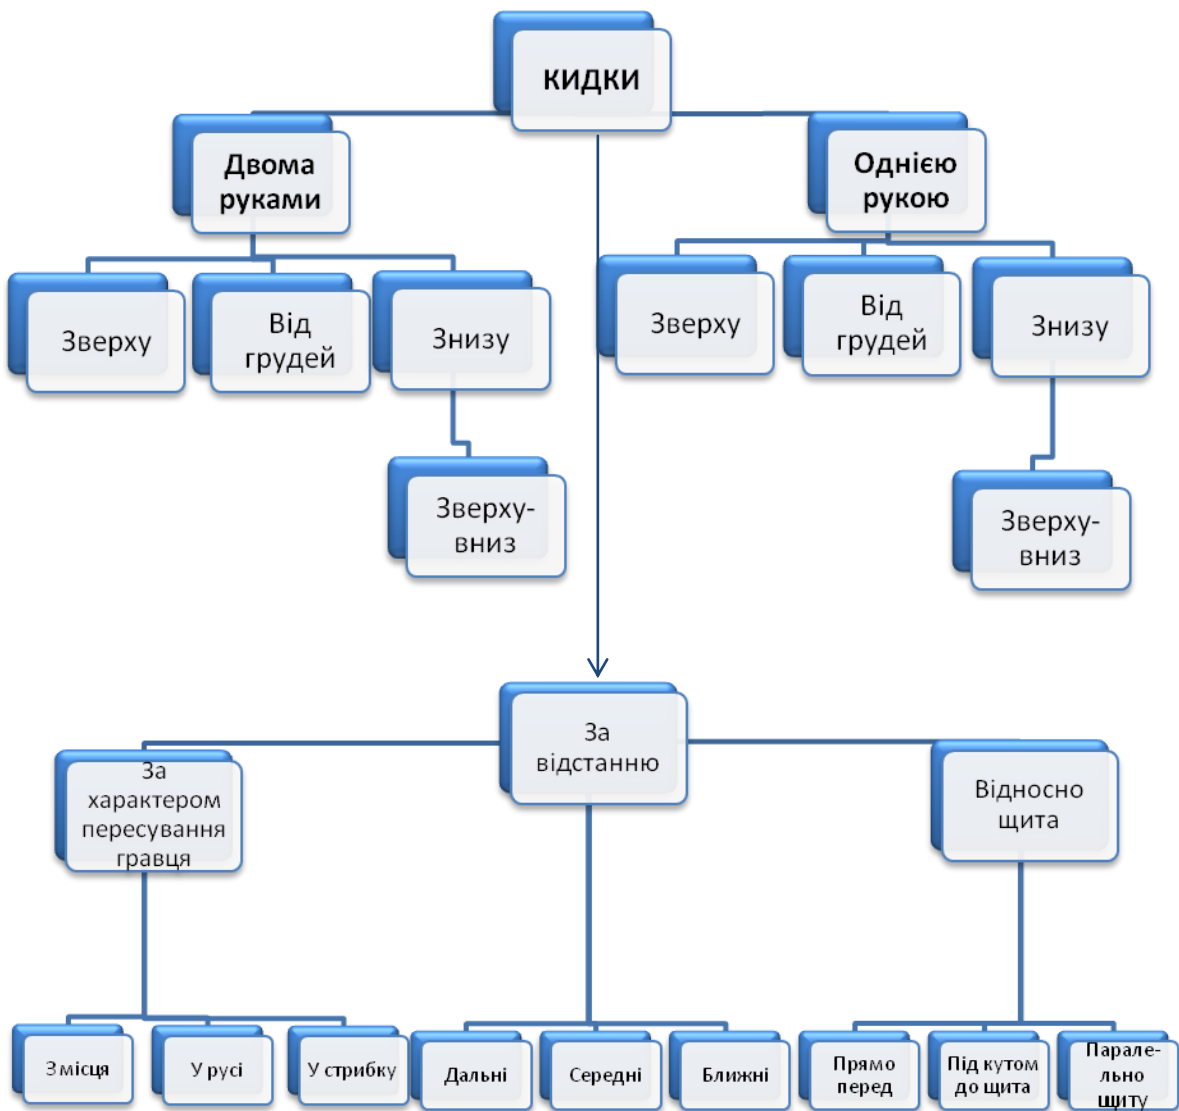 КИДКИ
Двома
руками
Однією
рукою
Зверху
Від
грудей
Знизу
Зверху
Від
грудей
Знизу
Зверху-
вниз
Зверху-
вниз
За
відстанню
За
характером
пересування
гравця
Відносно
щита
З місця
У русі
У стрибку
Дальні
Середні
Ближні
Прямо
перед
Під кутом
до щита
Парале-
льно
щиту